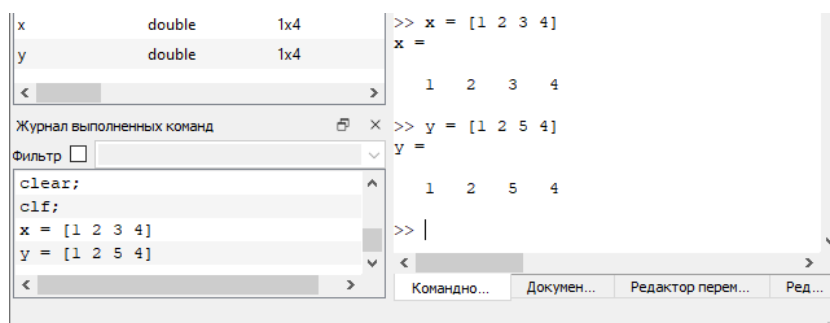 x double 1x4
y double 1x4
Журнал выполненных команд
Фильтр
clear;
clf;
x = [1 2 3 4]
y = [1 2 5 4]
>> x = [1 2 3 4]
x =
1 2 3 4
>> y = [1 2 5 4]
y =
1 2 5 4
>>
Командно... Докумен... Редактор перем... Ред...